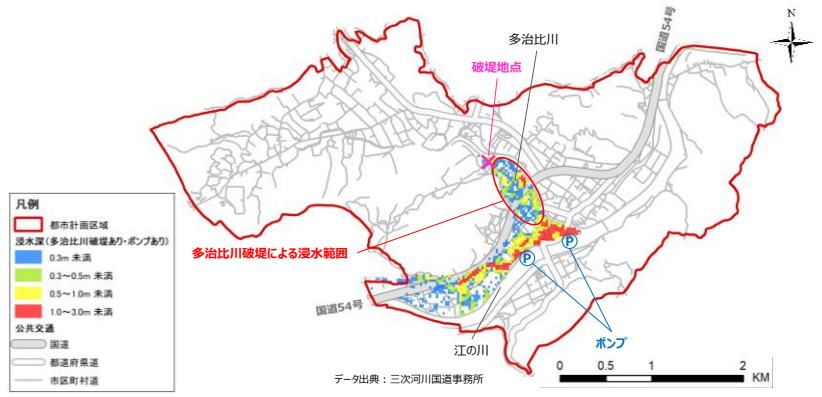 N
国道54号
多治比川
破堤地点
凡例
都市計画区域
浸水深(多治比川破堤あり・ポンプあり)
0.3m 未満
0.3～0.5m 未満
0.5～1.0m 未満
1.0～3.0m 未満
公共交通
国道
都道府県道
市区町村道
多治比川破堤による浸水範囲
P
P
国道54号
江の川
ポンプ
データ出典：三次河川国道事務所
0 0.5 1 2
KM